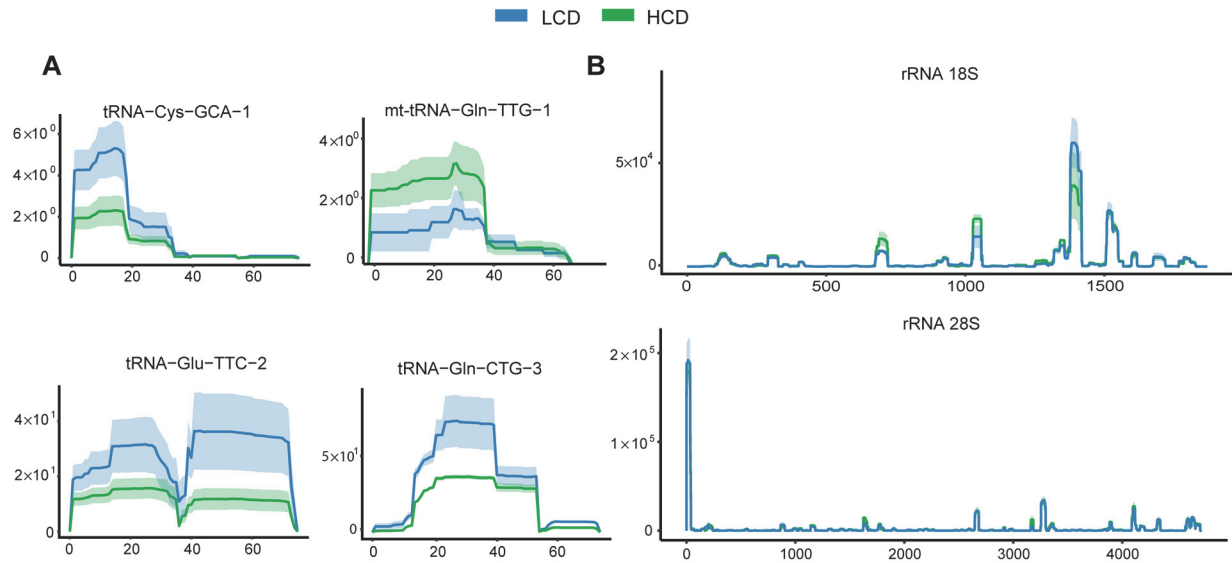 LCD HCD
A
B
tRNA−Cys−GCA−1
6×10⁰
4×10⁰
2×10⁰
0
0 20 40 60
mt-tRNA-Gln−TTG−1
4×10⁰
2×10⁰
0
0 20 40 60
rRNA 18S
5×10⁴
0
0 500 1000 1500
tRNA−Glu−TTC−2
4×10¹
2×10¹
0
0 20 40 60
tRNA−Gln−CTG−3
5×10¹
0
0 20 40 60
rRNA 28S
2×10⁵
1×10⁵
0
0 1000 2000 3000 4000